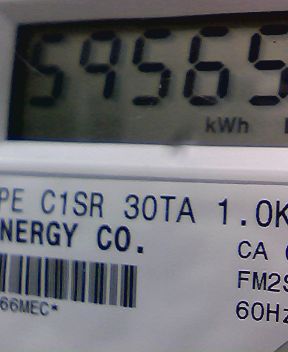 59565
kWh
PE C1SR 30TA 1.0K
NERGY CO.
CA
FM2S
66MEC*
60Hz